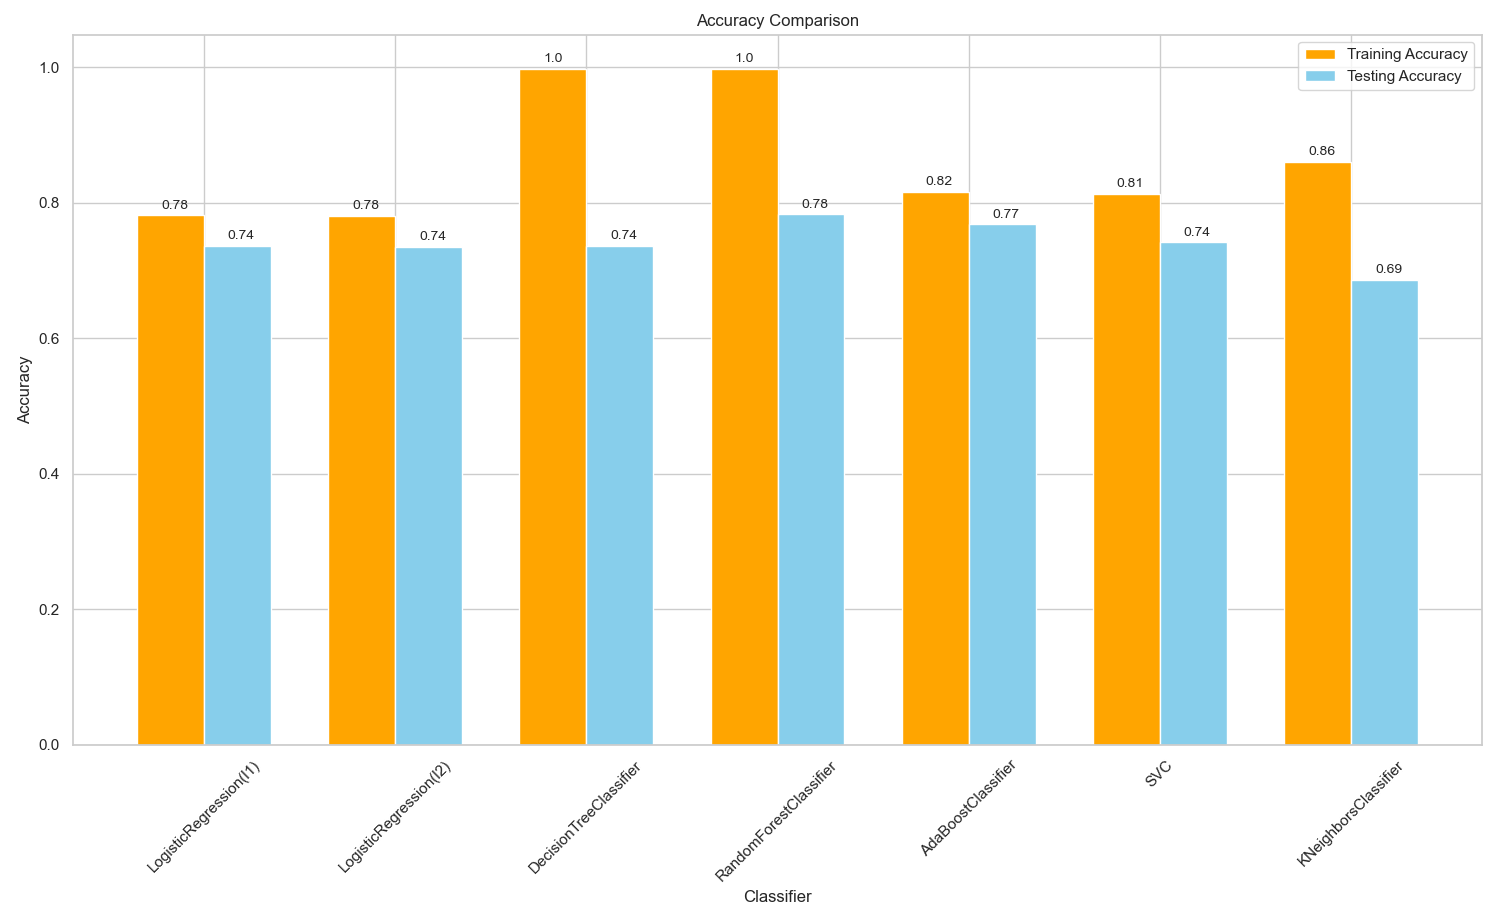 Accuracy Comparison
Training Accuracy
Testing Accuracy
Accuracy
1.0
0.8
0.6
0.4
0.2
0.0
0.78
0.74
0.78
0.74
1.0
0.74
1.0
0.78
0.82
0.77
0.81
0.74
0.86
0.69
LogisticRegression(l1)
LogisticRegression(l2)
DecisionTreeClassifier
RandomForestClassifier
AdaBoostClassifier
SVC
KNeighborsClassifier
Classifier